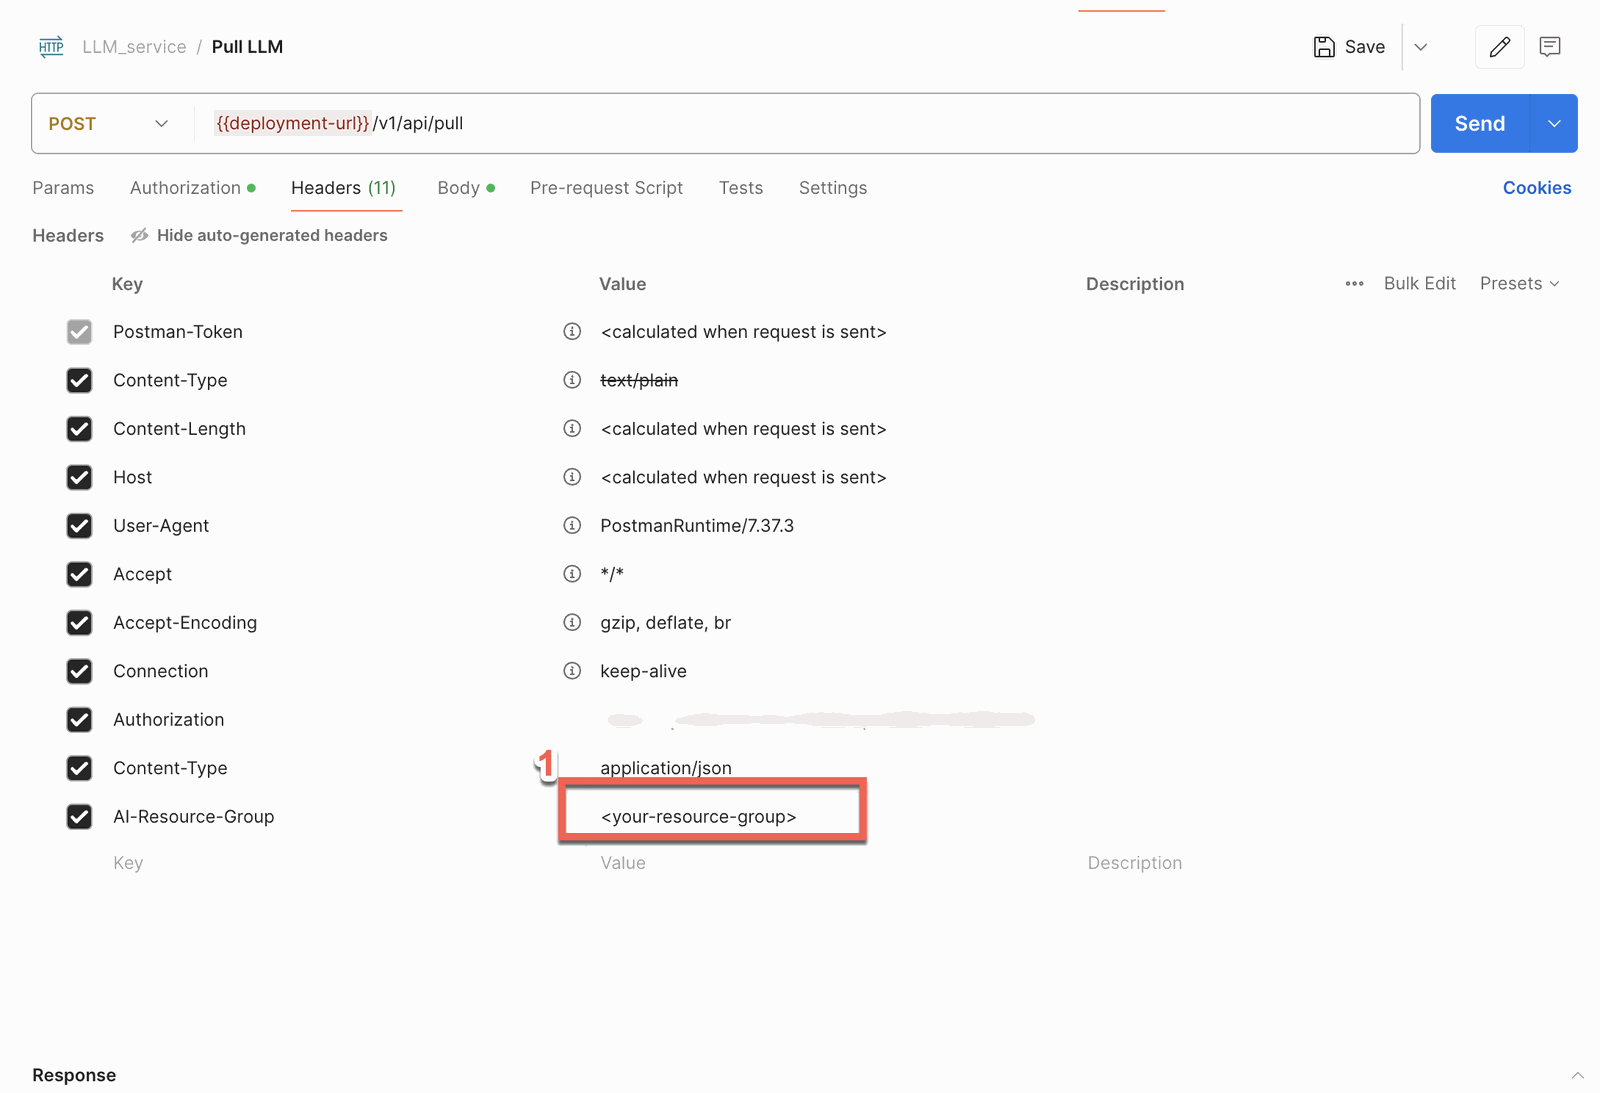 HTTP LLM_service / Pull LLM Save
POST {{deployment-url}}/v1/api/pull Send
Params Authorization Headers (11) Body Pre-request Script Tests Settings Cookies
Headers Hide auto-generated headers
Key Value Description ••• Bulk Edit Presets
Postman-Token <calculated when request is sent>
Content-Type text/plain
Content-Length <calculated when request is sent>
Host <calculated when request is sent>
User-Agent PostmanRuntime/7.37.3
Accept */*
Accept-Encoding gzip, deflate, br
Connection keep-alive
Authorization
1
Content-Type application/json
AI-Resource-Group <your-resource-group>
Key Value Description
Response